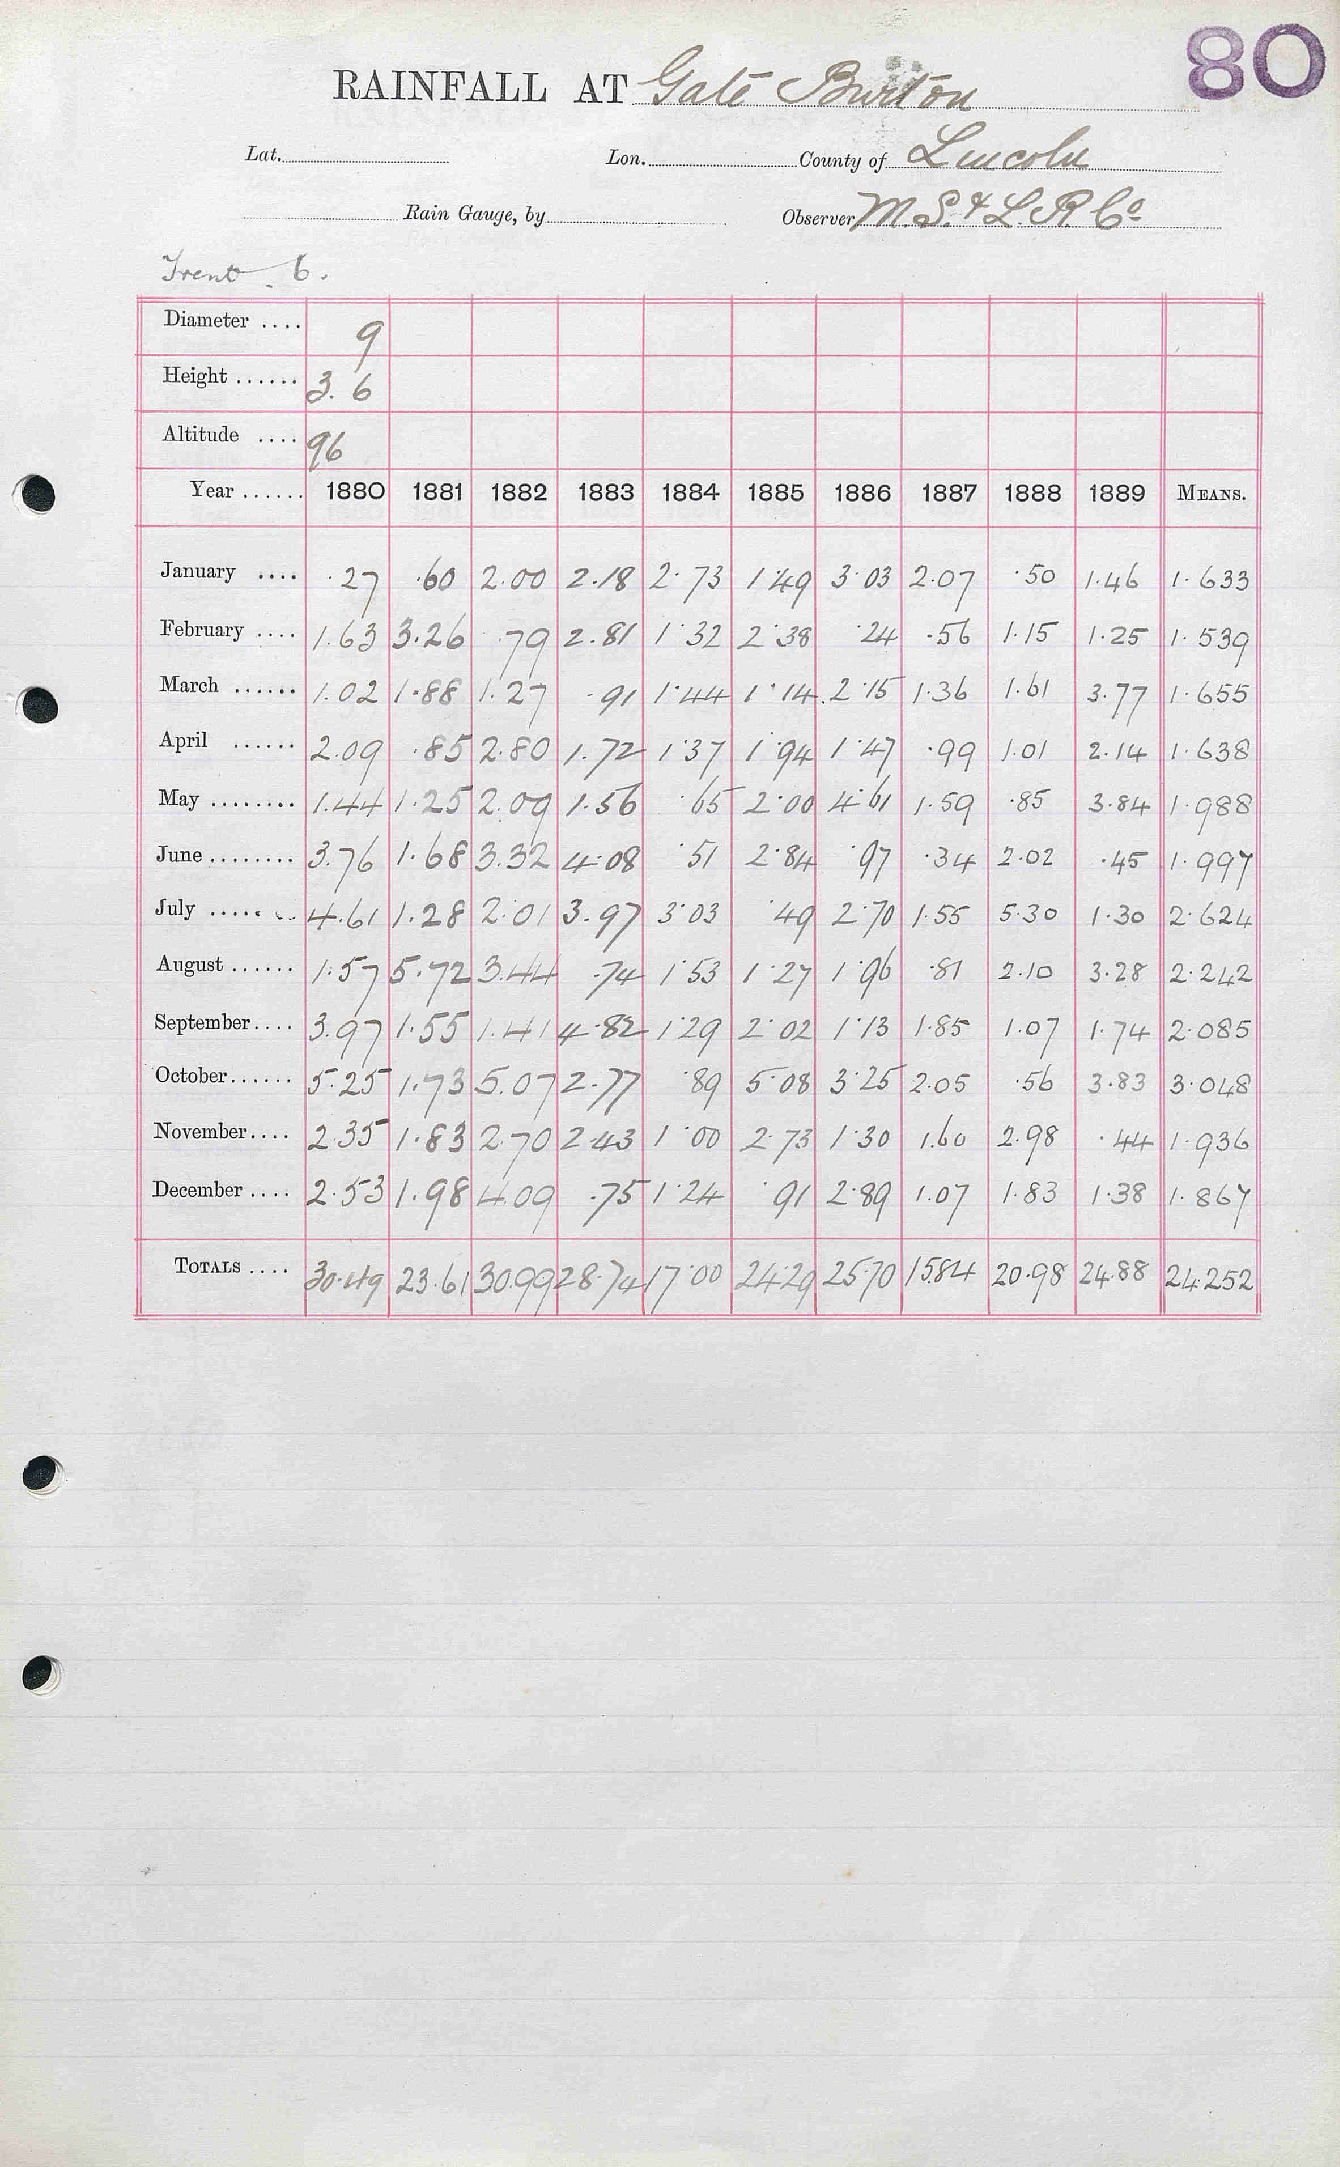 80
RAINFALL AT Gate Burton
Lat. Lon. County of Lincoln
Rain Gauge, by Observer M. S. & L. R. Co
Trent 6.
Diameter .... 9
Height ...... 3. 6
Altitude .... 96
Year ...... 1880 1881 1882 1883 1884 1885 1886 1887 1888 1889 MEANS.
January .... .27 .60 2.00 2.18 2.73 1.49 3.03 2.07 .50 1.46 1.633
February .... 1.63 3.26 .79 2.81 1.32 2.38 .24 .56 1.15 1.25 1.539
March ...... 1.02 1.88 1.27 .91 1.44 1.14 2.15 1.36 1.61 3.77 1.655
April ...... 2.09 .85 2.80 1.72 1.37 1.94 1.47 .99 1.01 2.14 1.638
May ........ 1.44 1.25 2.09 1.56 .65 2.00 4.61 1.59 .85 3.84 1.988
June ........ 3.76 1.68 3.32 4.08 .51 2.84 .97 .34 2.02 .45 1.997
July ..... 4.61 1.28 2.01 3.97 3.03 .49 2.70 1.55 5.30 1.30 2.624
August ...... 1.57 5.72 3.44 .74 1.53 1.27 1.96 .81 2.10 3.28 2.242
September .... 3.97 1.55 1.41 4.82 1.29 2.02 1.13 1.85 1.07 1.74 2.085
October ...... 5.25 1.73 5.07 2.77 .89 5.08 3.25 2.05 .56 3.83 3.048
November .... 2.35 1.83 2.70 2.43 1.00 2.73 1.30 1.60 2.98 .44 1.936
December .... 2.53 1.98 4.09 .75 1.24 .91 2.89 1.07 1.83 1.38 1.867
TOTALS .... 30.49 23.61 30.99 28.74 17.00 24.29 25.70 15.84 20.98 24.88 24.252